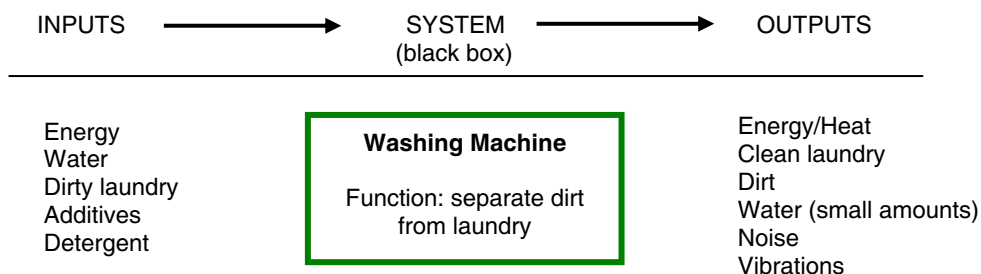 INPUTS SYSTEM OUTPUTS
(black box)
Energy
Water
Dirty laundry
Additives
Detergent
Washing Machine
Function: separate dirt
from laundry
Energy/Heat
Clean laundry
Dirt
Water (small amounts)
Noise
Vibrations